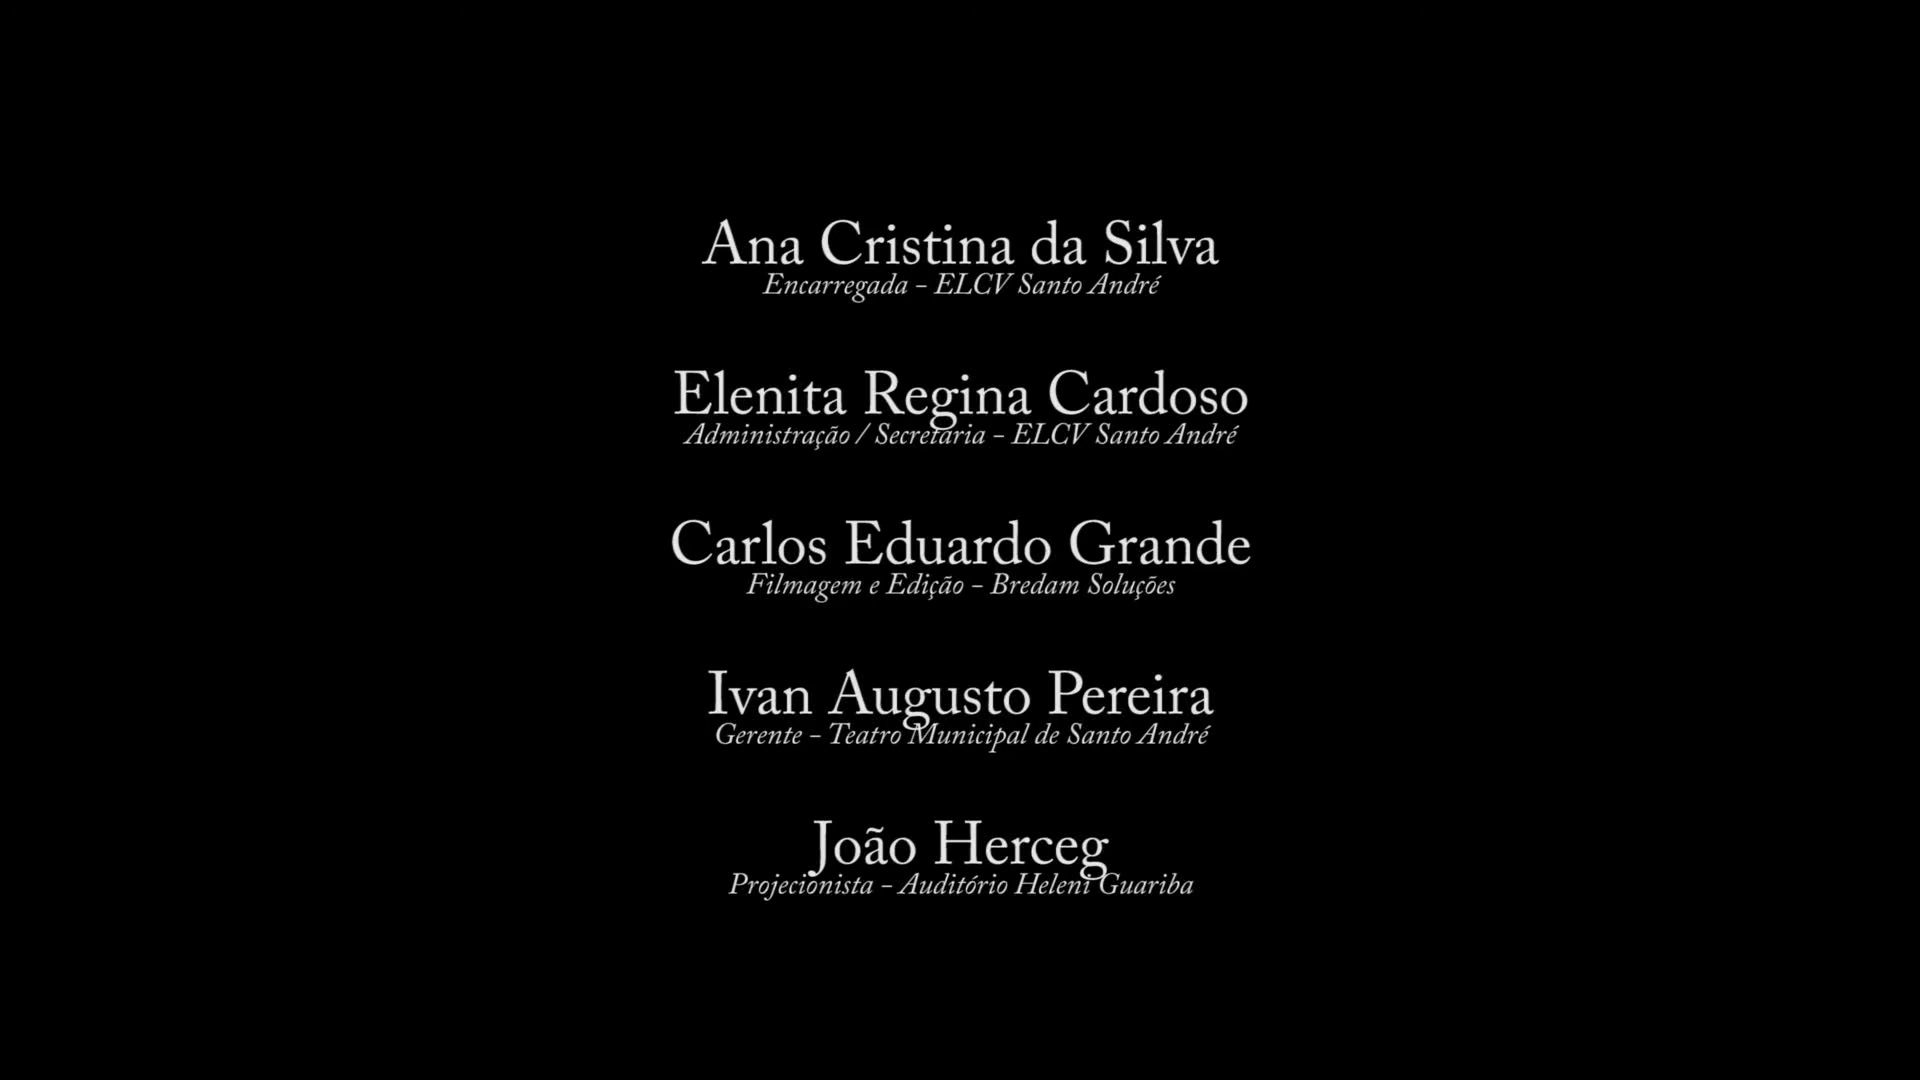 Ana Cristina da Silva
Encarregada - ELCV Santo André
Elenita Regina Cardoso
Administração / Secretaria - ELCV Santo André
Carlos Eduardo Grande
Filmagem e Edição - Bredam Soluções
Ivan Augusto Pereira
Gerente - Teatro Municipal de Santo André
João Herceg
Projecionista - Auditório Heleni Guariba